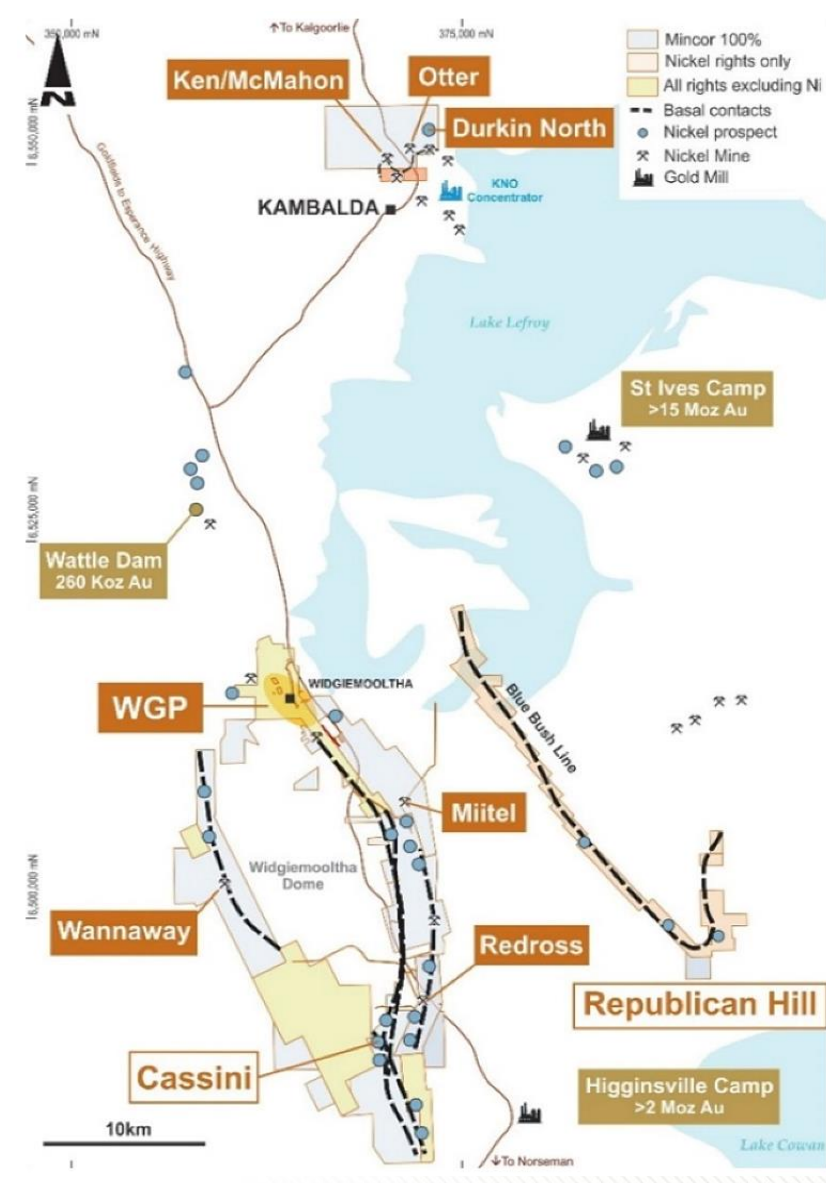 350,000 mN
To Kalgoorlie
375,000 mN
Mincor 100%
Nickel rights only
All rights excluding Ni
Basal contacts
Nickel prospect
Nickel Mine
Gold Mill
N
Ken/McMahon
Otter
Durkin North
6,550,000 mN
Goldfields to Esperance Highway
KNO
Concentrator
KAMBALDA
Lake Lefroy
St Ives Camp
>15 Moz Au
6,525,000 mN
Wattle Dam
260 Koz Au
WIDGIEMOOLTHA
WGP
Blue Bush Line
Miitel
Widgiemooltha
Dome
6,500,000 mN
Wannaway
Redross
Republican Hill
Cassini
Higginsville Camp
>2 Moz Au
10km
Lake Cowan
To Norseman